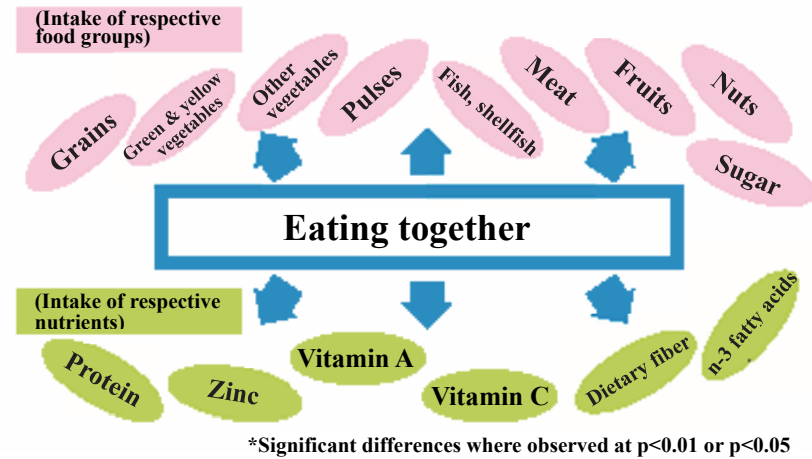 (Intake of respective
food groups)
Grains
Green & yellow
vegetables
Other
vegetables
Pulses
Fish, shellfish
Meat
Fruits
Nuts
Sugar
Eating together
(Intake of respective
nutrients)
Protein
Zinc
Vitamin A
Vitamin C
Dietary fiber
n-3 fatty acids
*Significant differences where observed at p<0.01 or p<0.05